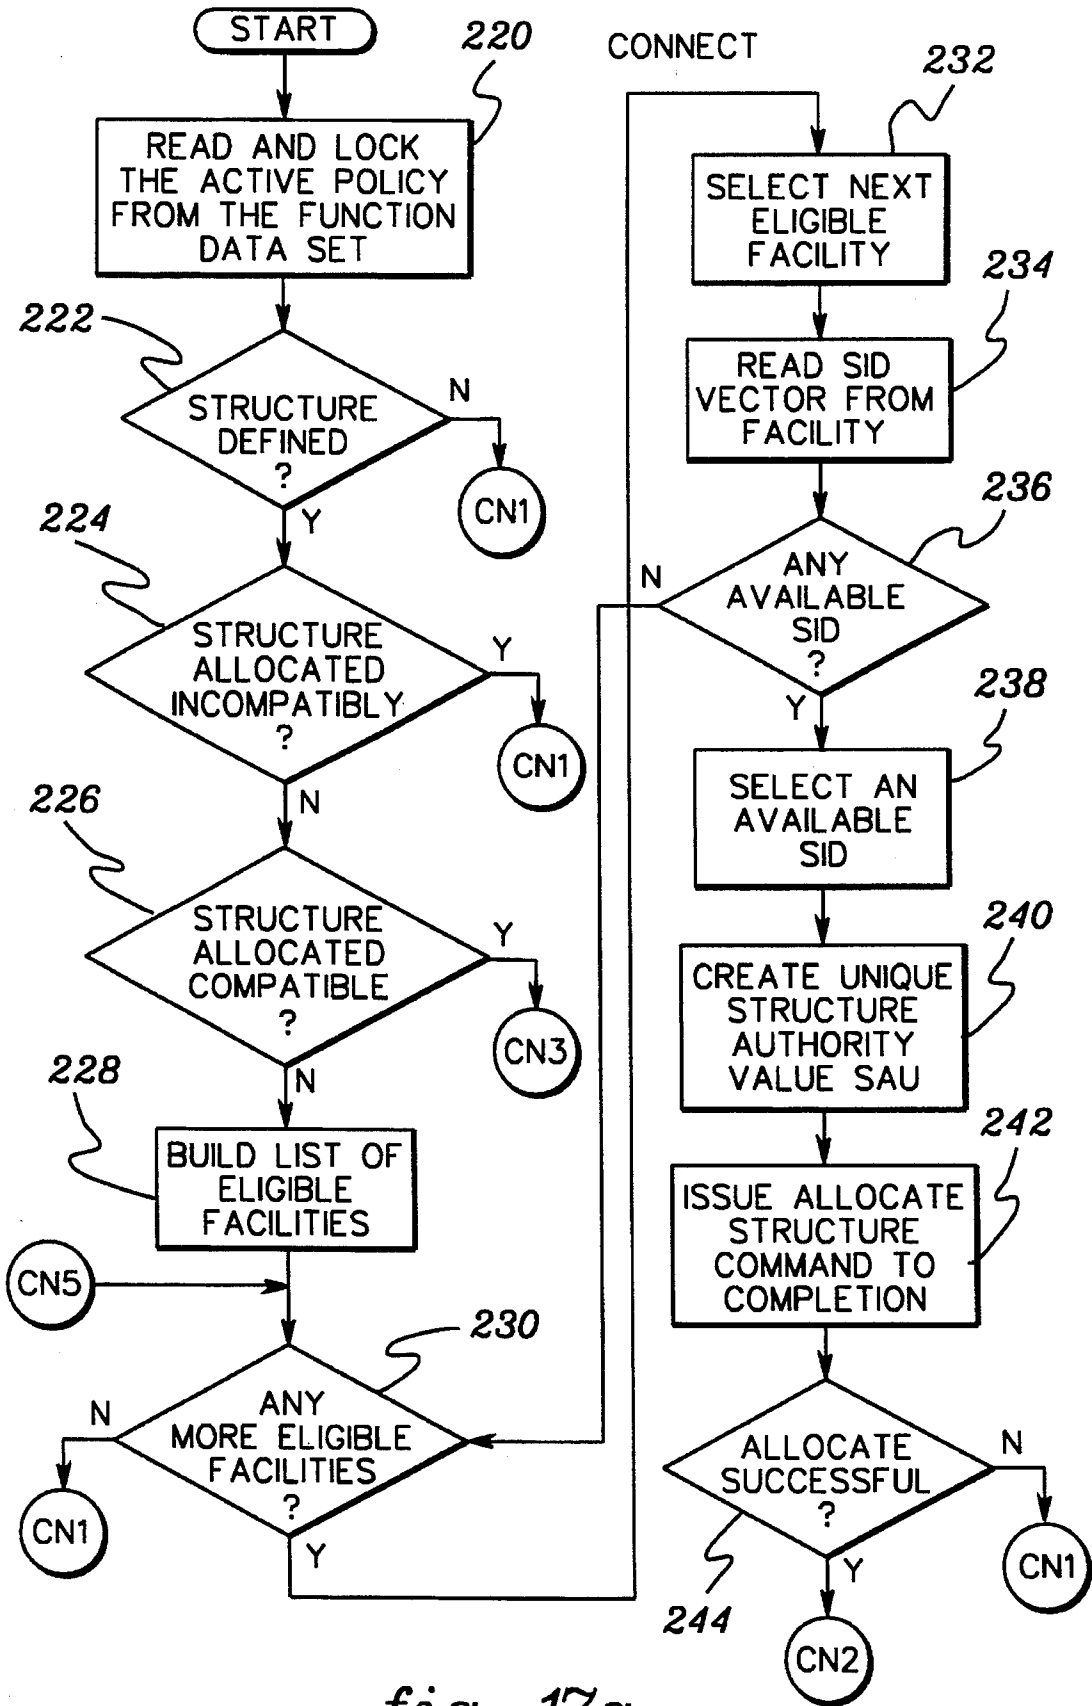 START
220
READ AND LOCK
THE ACTIVE POLICY
FROM THE FUNCTION
DATA SET
222
STRUCTURE
DEFINED
?
N
CN1
Y
224
STRUCTURE
ALLOCATED
INCOMPATIBLY
?
Y
CN1
N
226
STRUCTURE
ALLOCATED
COMPATIBLE
?
Y
CN3
N
228
BUILD LIST OF
ELIGIBLE
FACILITIES
CN5
230
ANY
MORE ELIGIBLE
FACILITIES
?
N
CN1
Y
CONNECT
232
SELECT NEXT
ELIGIBLE
FACILITY
234
READ SID
VECTOR FROM
FACILITY
236
ANY
AVAILABLE
SID
?
N
Y
238
SELECT AN
AVAILABLE
SID
240
CREATE UNIQUE
STRUCTURE
AUTHORITY
VALUE SAU
242
ISSUE ALLOCATE
STRUCTURE
COMMAND TO
COMPLETION
244
ALLOCATE
SUCCESSFUL
?
N
CN1
Y
CN2
fig. 17a